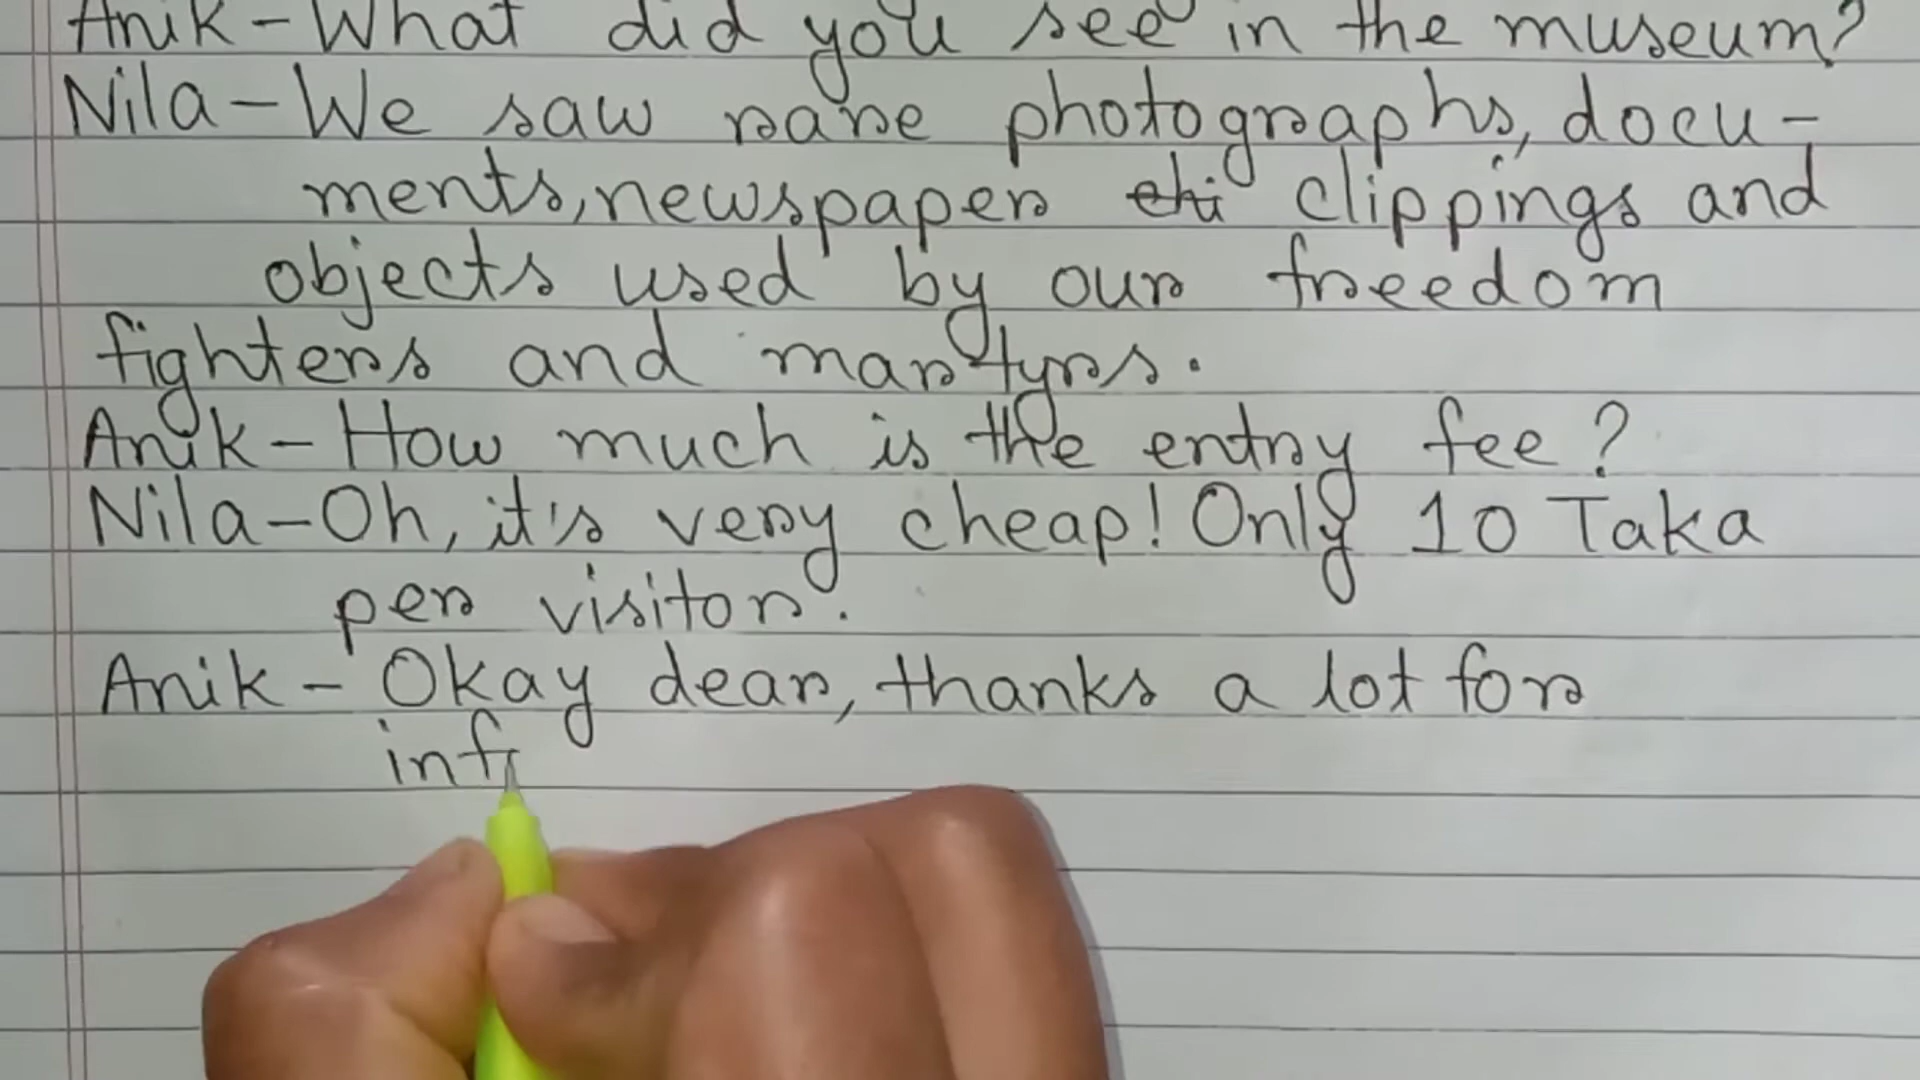 Anik-What did you see in the museum?
Nila-We saw rare photographs, docu-
ments, newspaper chi clippings and
objects used by our freedom
fighters and martyrs.
Anik-How much is the entry fee?
Nila-Oh, it's very cheap! Only 10 Taka
per visitor.
Anik- Okay dear, thanks a lot for
inf